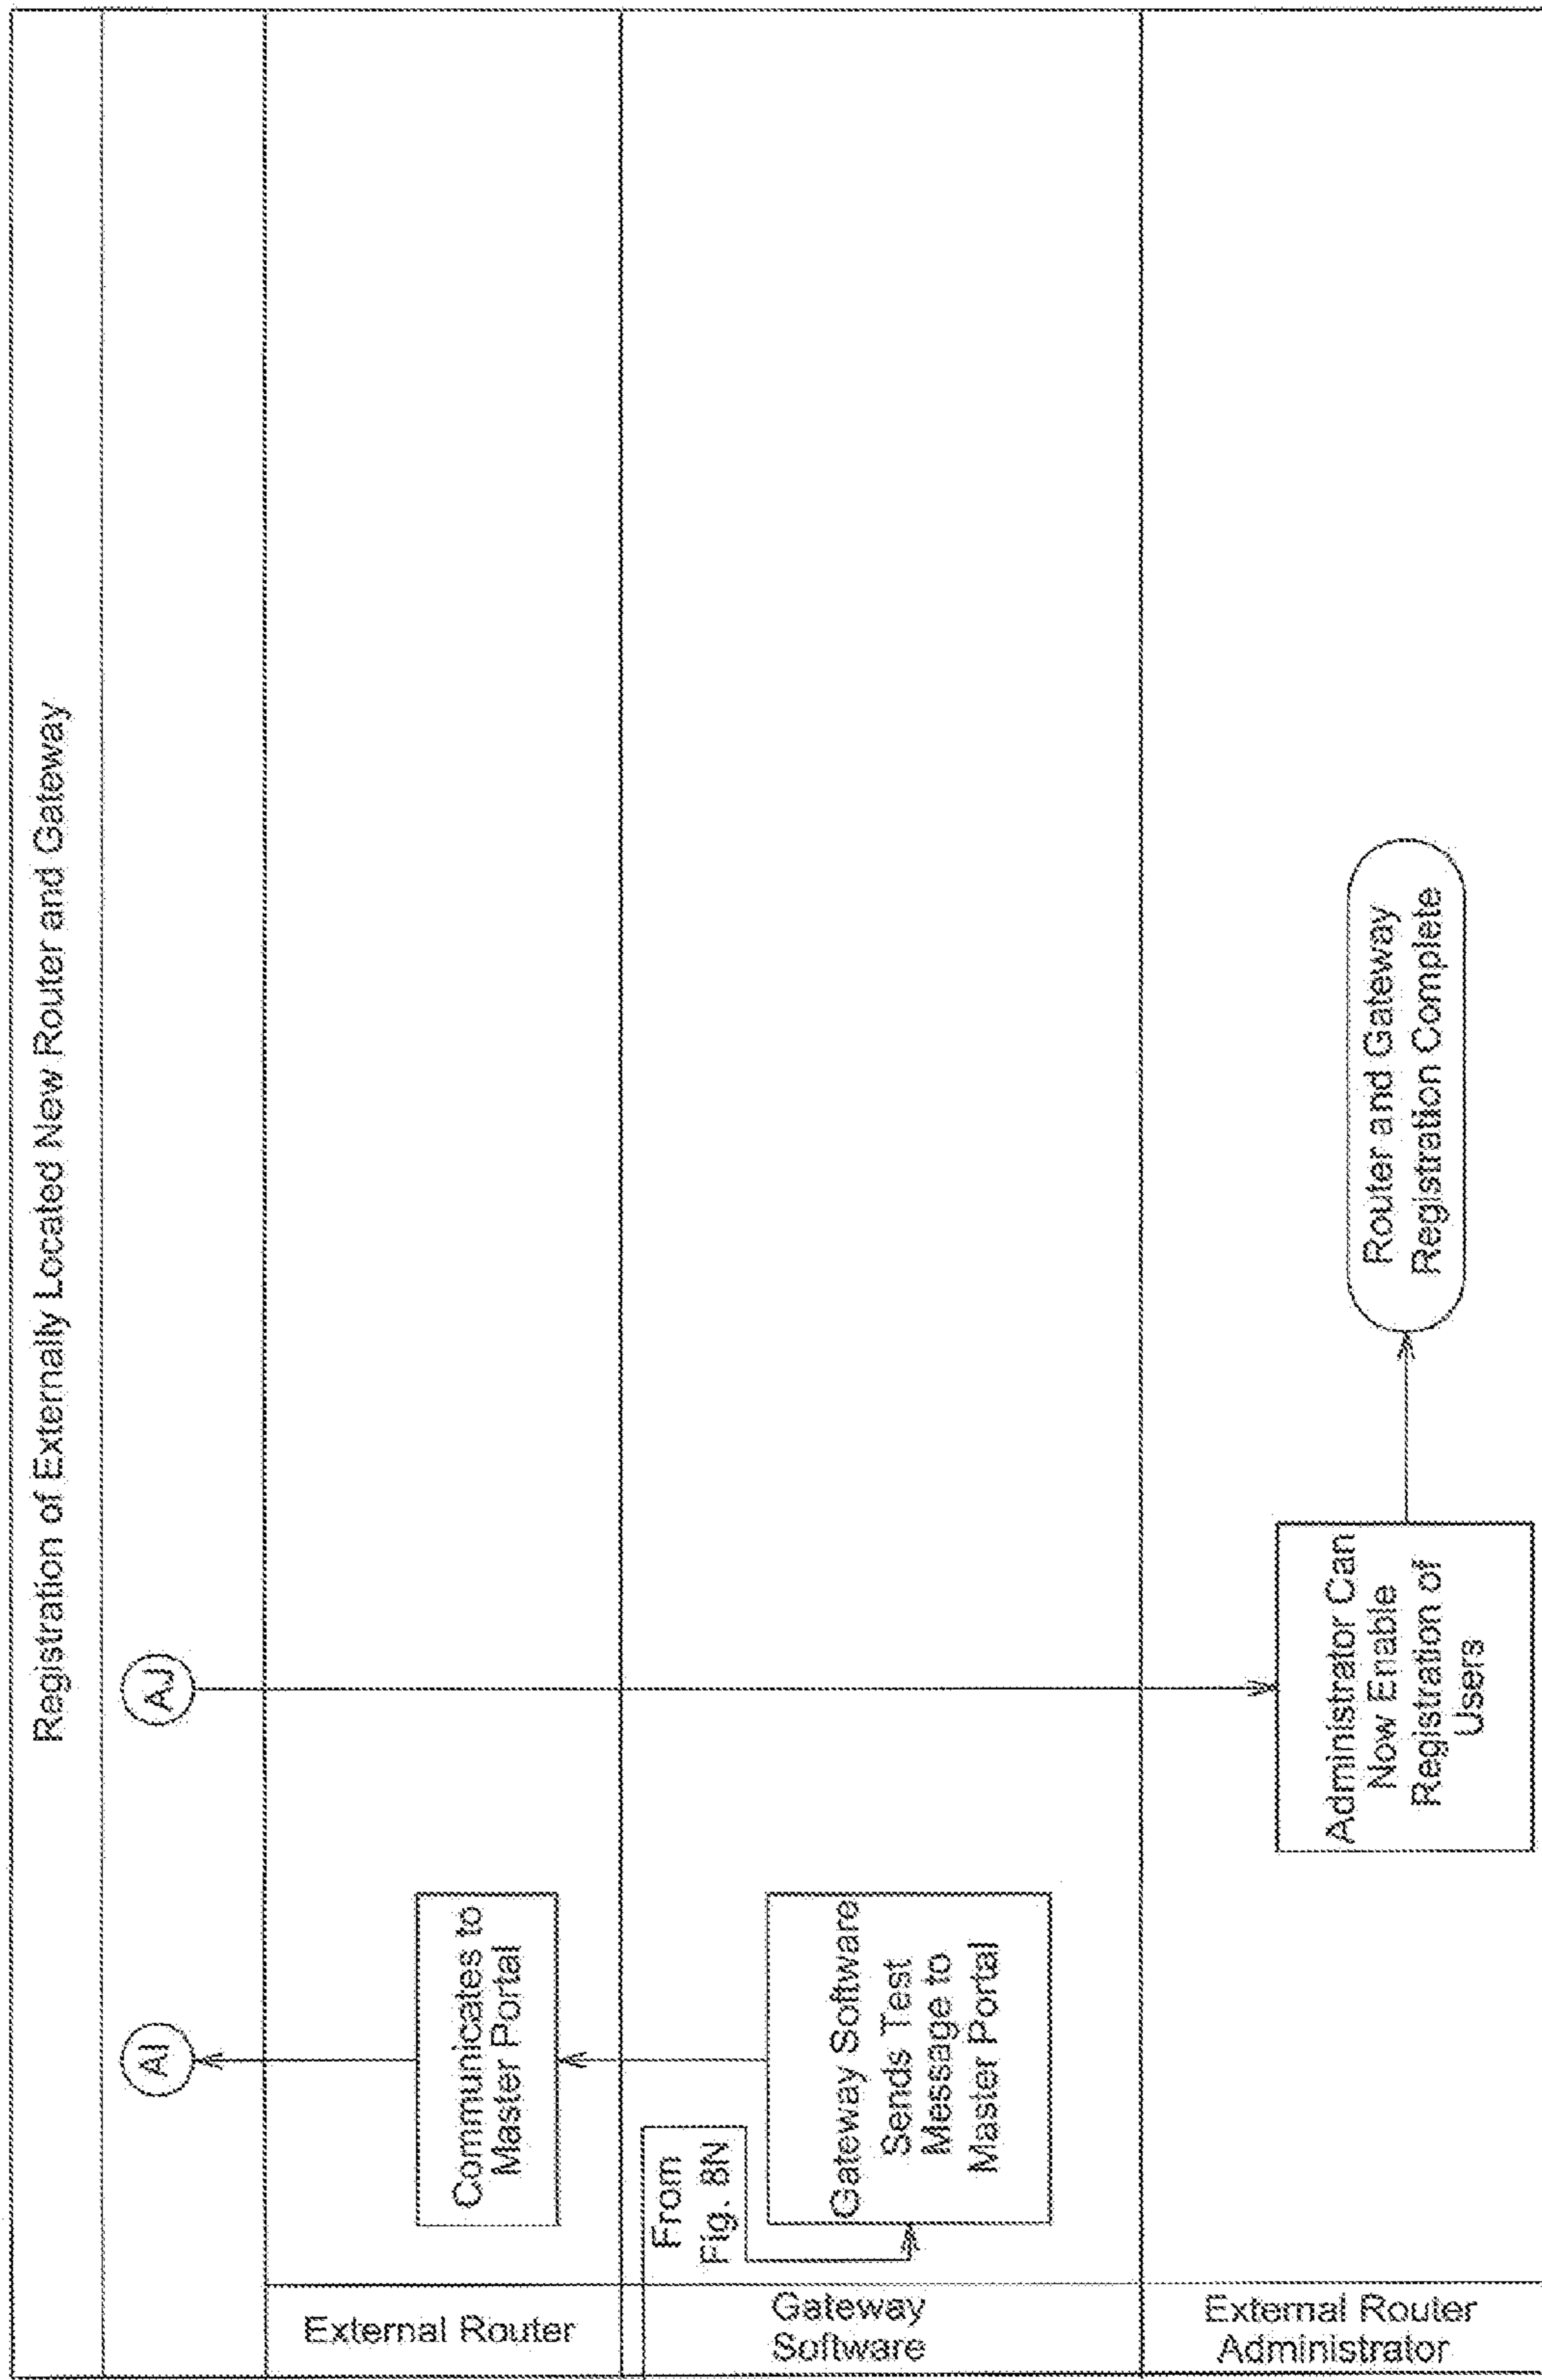 Registration of Externally Located New Router and Gateway
AI
AJ
External Router
Communicates to
Master Portal
Gateway
Software
From
Fig. 8N
Gateway Software
Sends Test
Message to
Master Portal
External Router
Administrator
Administrator Can
Now Enable
Registration of
Users
Router and Gateway
Registration Complete